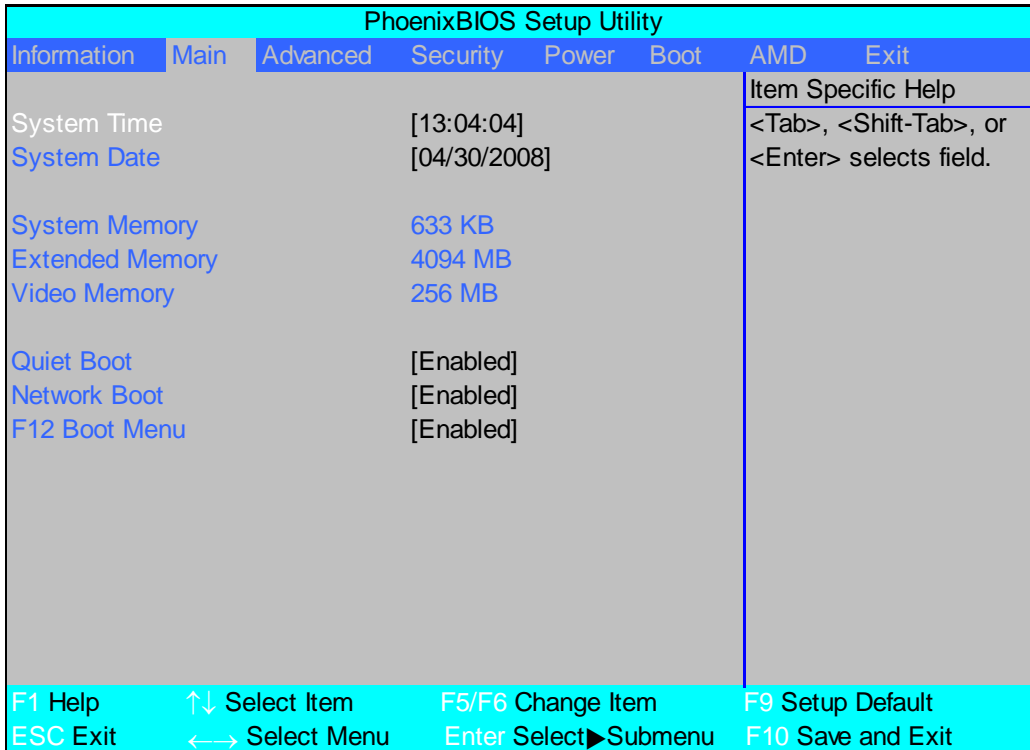 PhoenixBIOS Setup Utility
Information Main Advanced Security Power Boot AMD Exit
Item Specific Help
System Time [13:04:04] <Tab>, <Shift-Tab>, or
System Date [04/30/2008] <Enter> selects field.
System Memory 633 KB
Extended Memory 4094 MB
Video Memory 256 MB
Quiet Boot [Enabled]
Network Boot [Enabled]
F12 Boot Menu [Enabled]
F1 Help ↑↓ Select Item F5/F6 Change Item F9 Setup Default
ESC Exit ←→ Select Menu Enter Select▶Submenu F10 Save and Exit